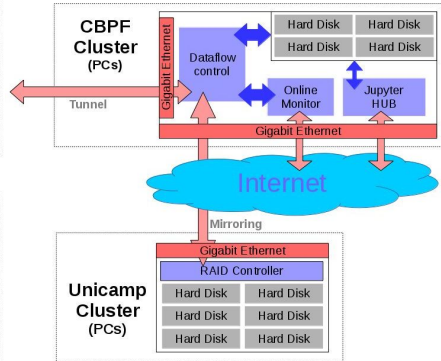 CBPF
Cluster
(PCs)
Gigabit Ethernet
Dataflow
control
Hard Disk
Hard Disk
Hard Disk
Hard Disk
Online
Monitor
Jupyter
HUB
Tunnel
Gigabit Ethernet
Internet
Mirroring
Unicamp
Cluster
(PCs)
Gigabit Ethernet
RAID Controller
Hard Disk
Hard Disk
Hard Disk
Hard Disk
Hard Disk
Hard Disk